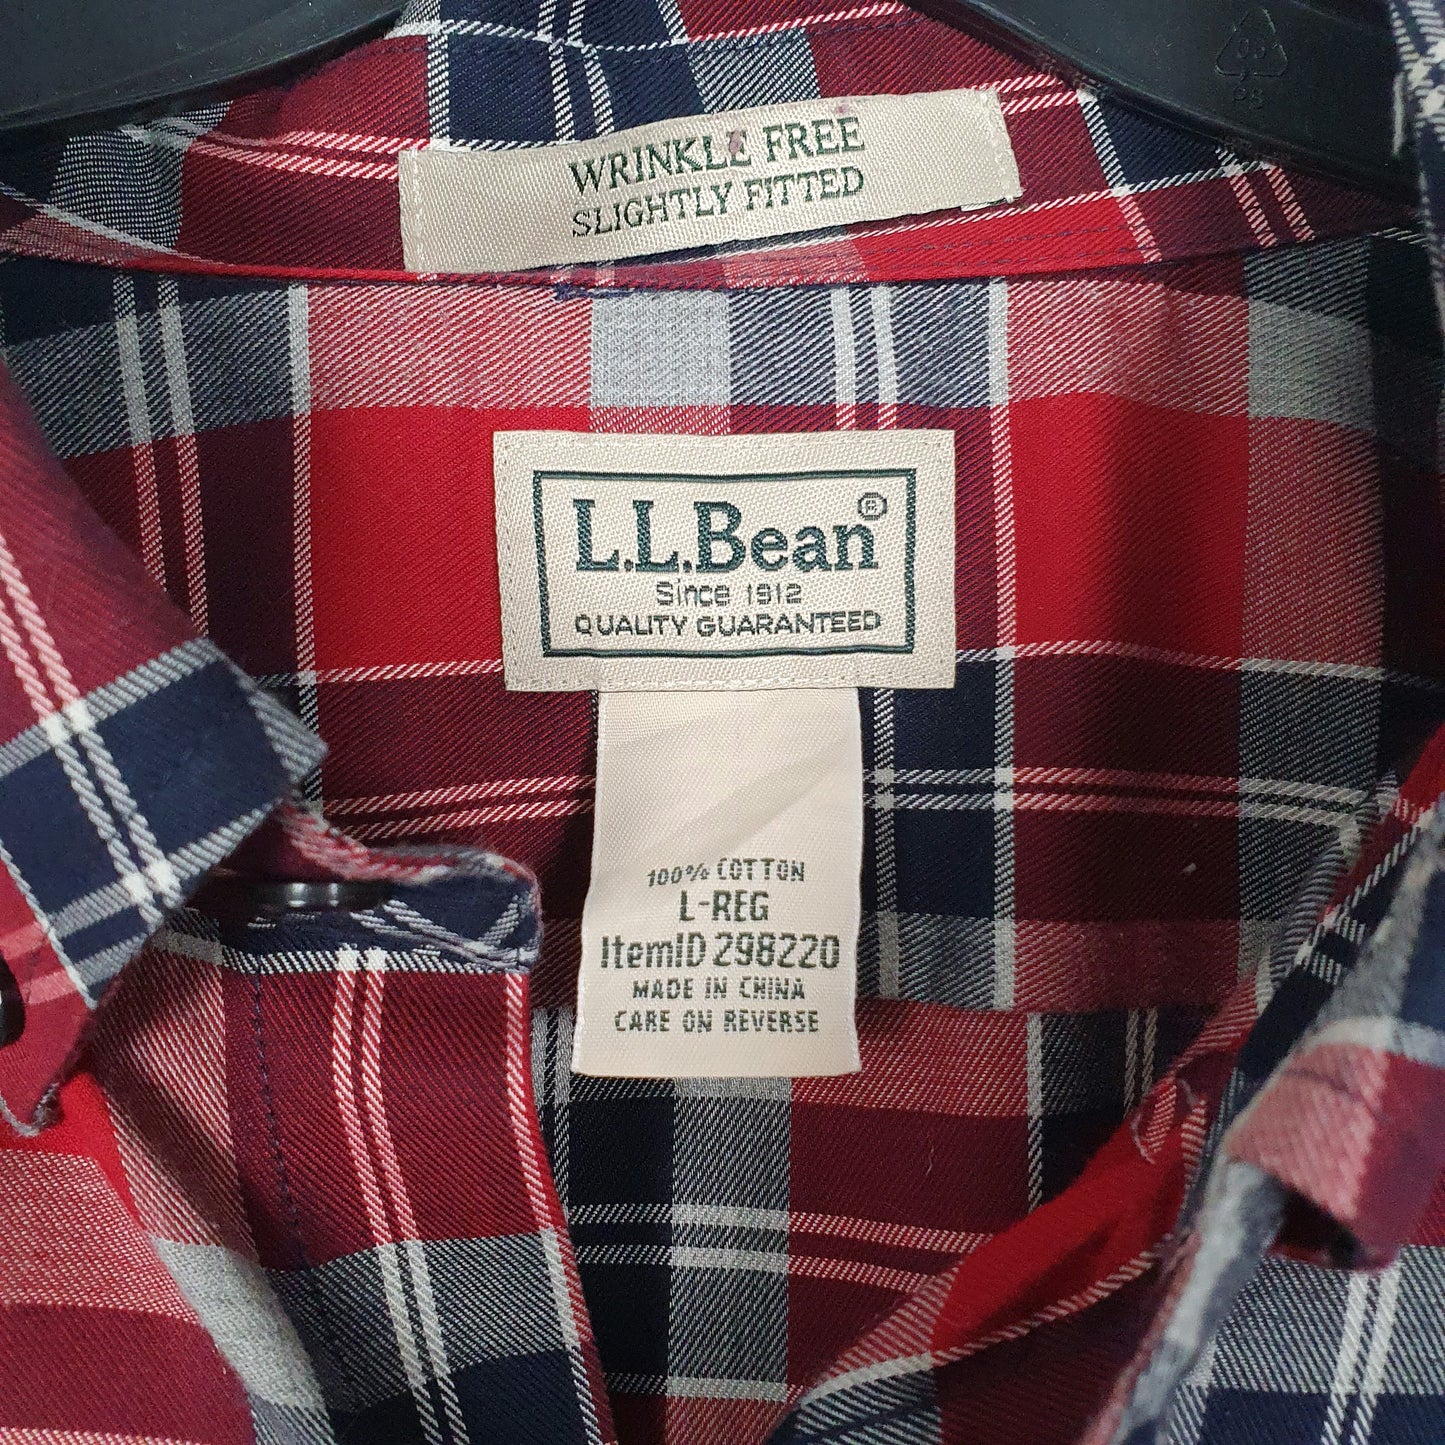 WRINKLE FREE
SLIGHTLY FITTED
L.L.Bean®
Since 1912
QUALITY GUARANTEED
100% COTTON
L-REG
ItemID 298220
MADE IN CHINA
CARE ON REVERSE
PS